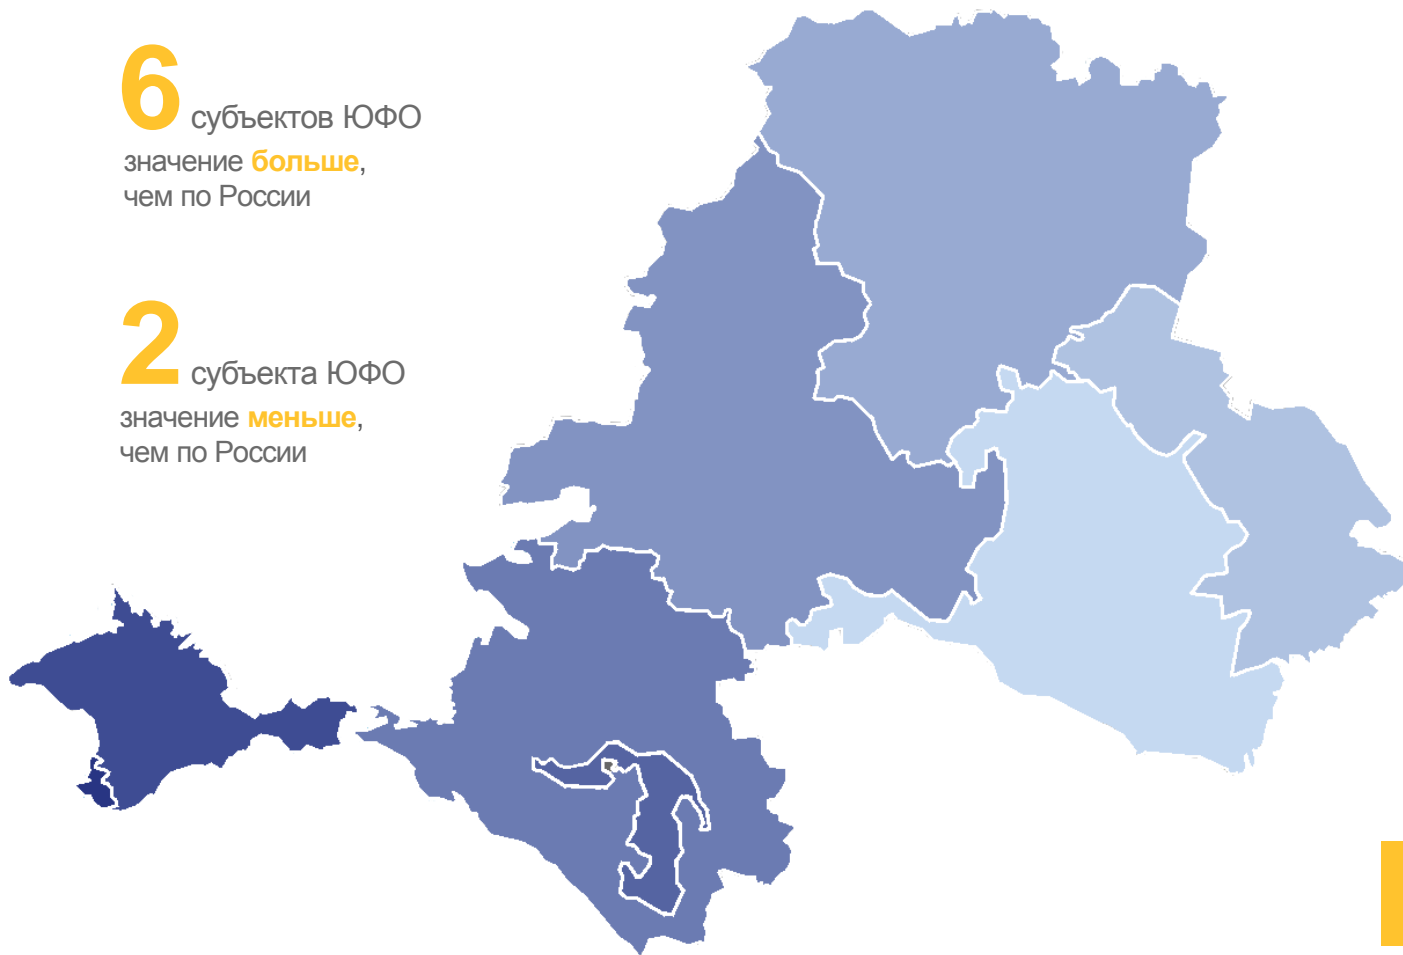 6 субъектов ЮФО
значение больше,
чем по России
2 субъекта ЮФО
значение меньше,
чем по России